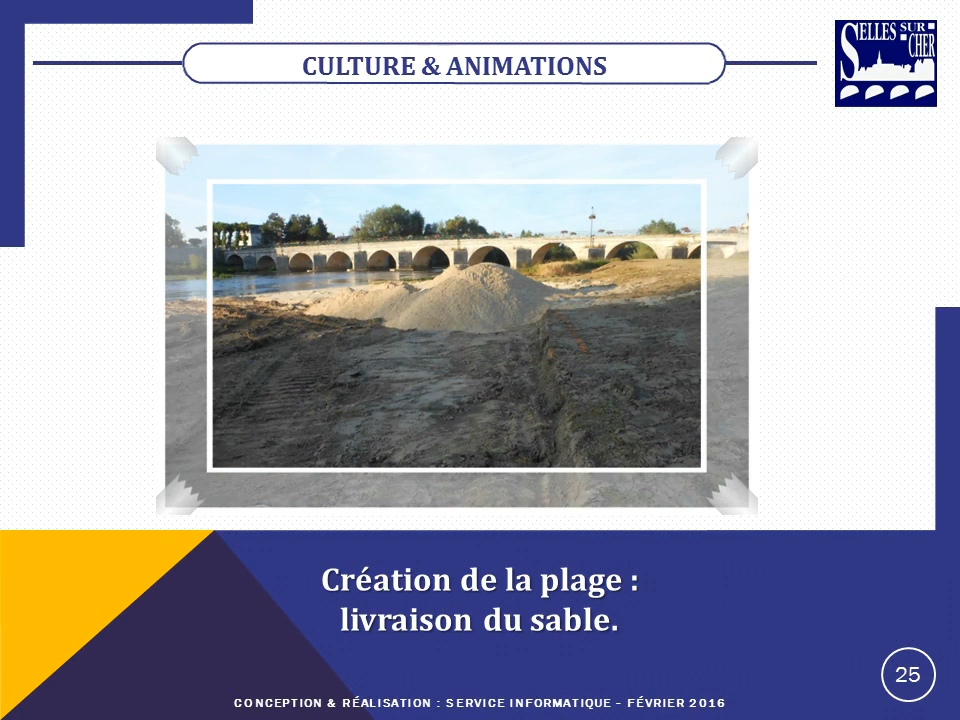 CULTURE & ANIMATIONS
SELLES SUR
CHER
Création de la plage :
livraison du sable.
25
CONCEPTION & RÉALISATION : SERVICE INFORMATIQUE - FÉVRIER 2016